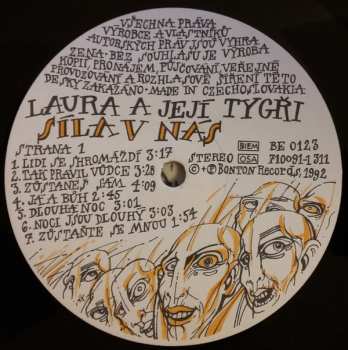 VŠECHNA PRÁVA
VÝROBCE A VLASTNÍKŮ
AUTORSKÝCH PRÁV JSOU VYHRA
ZENA·BEZ SOUHLASU JE VÝROBA
KOPIÍ, PRONÁJEM, PŮJČOVÁNÍ, VEŘEJNÉ
PROVOZOVÁNÍ A ROZHLASOVÉ ŠÍŘENÍ TÉTO
DESKY ZAKÁZÁNO·MADE IN CZECHOSLOVAKIA
LAURA A JEJÍ TYGŘI
SÍLA V NÁS
STRANA 1
1. LIDI SE SHROMÁŽDÍ 3:17
2. TAK PRAVIL VŮDCE 3:28
3. ZŮSTANEŠ SÁM 4:09
4. JÁ A BŮH 2:45
5. DLOUHÁ NOC 3:01
6. NOCI JSOU DLOUHÝ 3:03
7. ZŮSTAŇTE SE MNOU 1:54
BIEM BE 0123
STEREO OSA 710091-1 311
©+℗ BONTON RECORDS, 1992